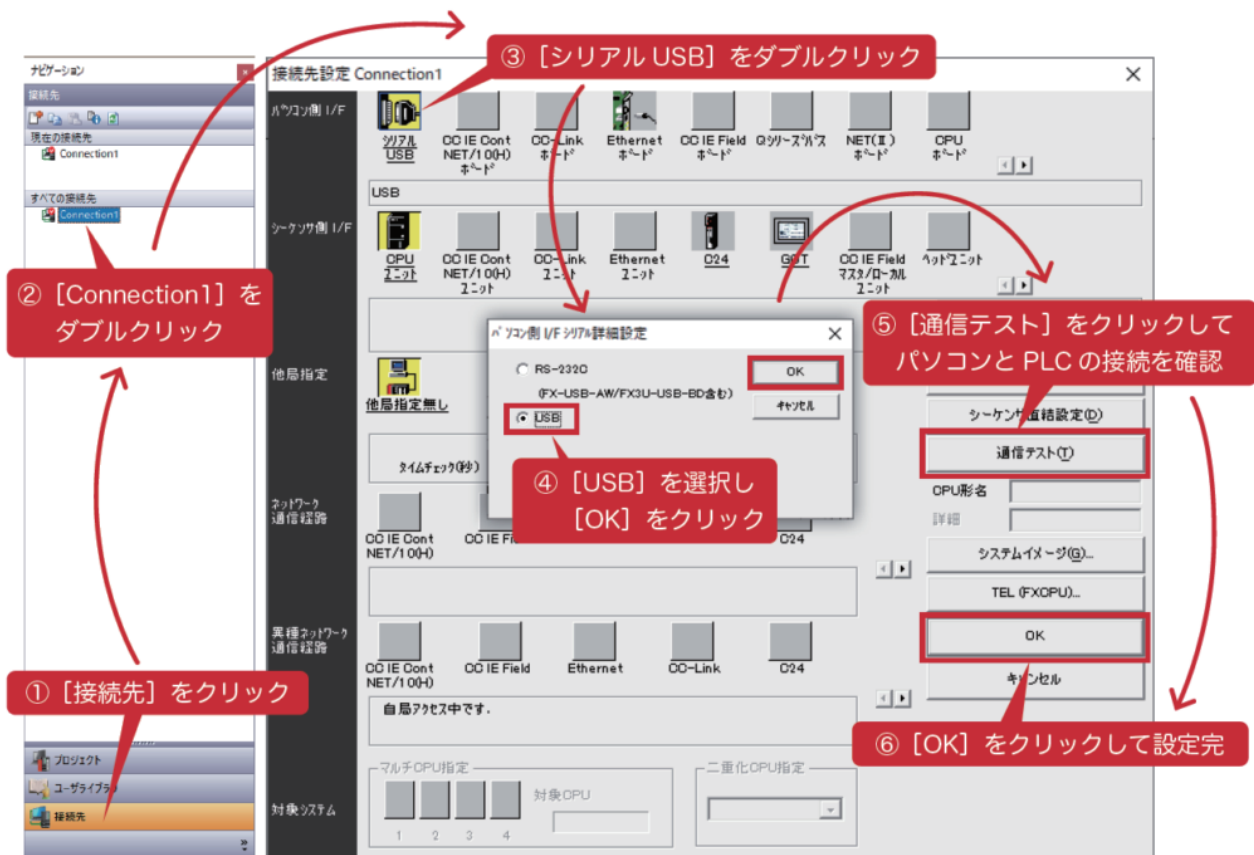 ナビゲーション
接続先
現在の接続先
Connection1
すべての接続先
Connection1
② [Connection1] を
ダブルクリック
① [接続先] をクリック
プロジェクト
ユーザライブラ
接続先
③ [シリアル USB] をダブルクリック
接続先設定 Connection1
パソコン側 I/F
シリアル
USB
CC IE Cont
NET/10(H)
ボード
CC-Link
ボード
Ethernet
ボード
CC IE Field
ボード
Qシリーズバス
NET(II)
ボード
CPU
ボード
USB
シーケンサ側 I/F
CPU
ユニット
CC IE Cont
NET/10(H)
ユニット
CC-Link
ユニット
Ethernet
ユニット
C24
GOT
CC IE Field
マスタ/ローカル
ユニット
ヘッドユニット
パソコン側 I/F シリアル詳細設定
RS-232C
(FX-USB-AW/FX3U-USB-BD含む)
USB
OK
キャンセル
④ [USB] を選択し
[OK] をクリック
⑤ [通信テスト] をクリックして
パソコンと PLC の接続を確認
他局指定
他局指定無し
タイムチェック(秒)
シーケンサ直結設定(D)
通信テスト(T)
CPU形名
詳細
システムイメージ(G)...
TEL (FXCPU)...
OK
キャンセル
⑥ [OK] をクリックして設定完
ネットワーク
通信経路
CC IE Cont
NET/10(H)
CC IE Fi
C24
異種ネットワーク
通信経路
CC IE Cont
NET/10(H)
CC IE Field
Ethernet
CC-Link
C24
自局アクセス中です.
対象システム
マルチCPU指定
1 2 3 4
対象CPU
二重化CPU指定